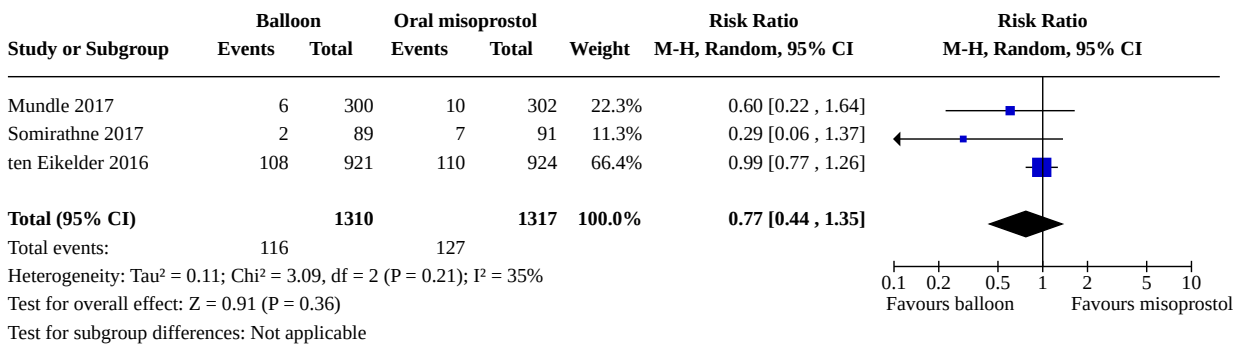 Balloon Oral misoprostol Risk Ratio Risk Ratio
Study or Subgroup Events Total Events Total Weight M-H, Random, 95% CI M-H, Random, 95% CI
Mundle 2017 6 300 10 302 22.3% 0.60 [0.22 , 1.64]
Somirathne 2017 2 89 7 91 11.3% 0.29 [0.06 , 1.37]
ten Eikelder 2016 108 921 110 924 66.4% 0.99 [0.77 , 1.26]
Total (95% CI) 1310 1317 100.0% 0.77 [0.44 , 1.35]
Total events: 116 127
Heterogeneity: Tau² = 0.11; Chi² = 3.09, df = 2 (P = 0.21); I² = 35%
0.1 0.2 0.5 1 2 5 10
Test for overall effect: Z = 0.91 (P = 0.36)
Favours balloon Favours misoprostol
Test for subgroup differences: Not applicable